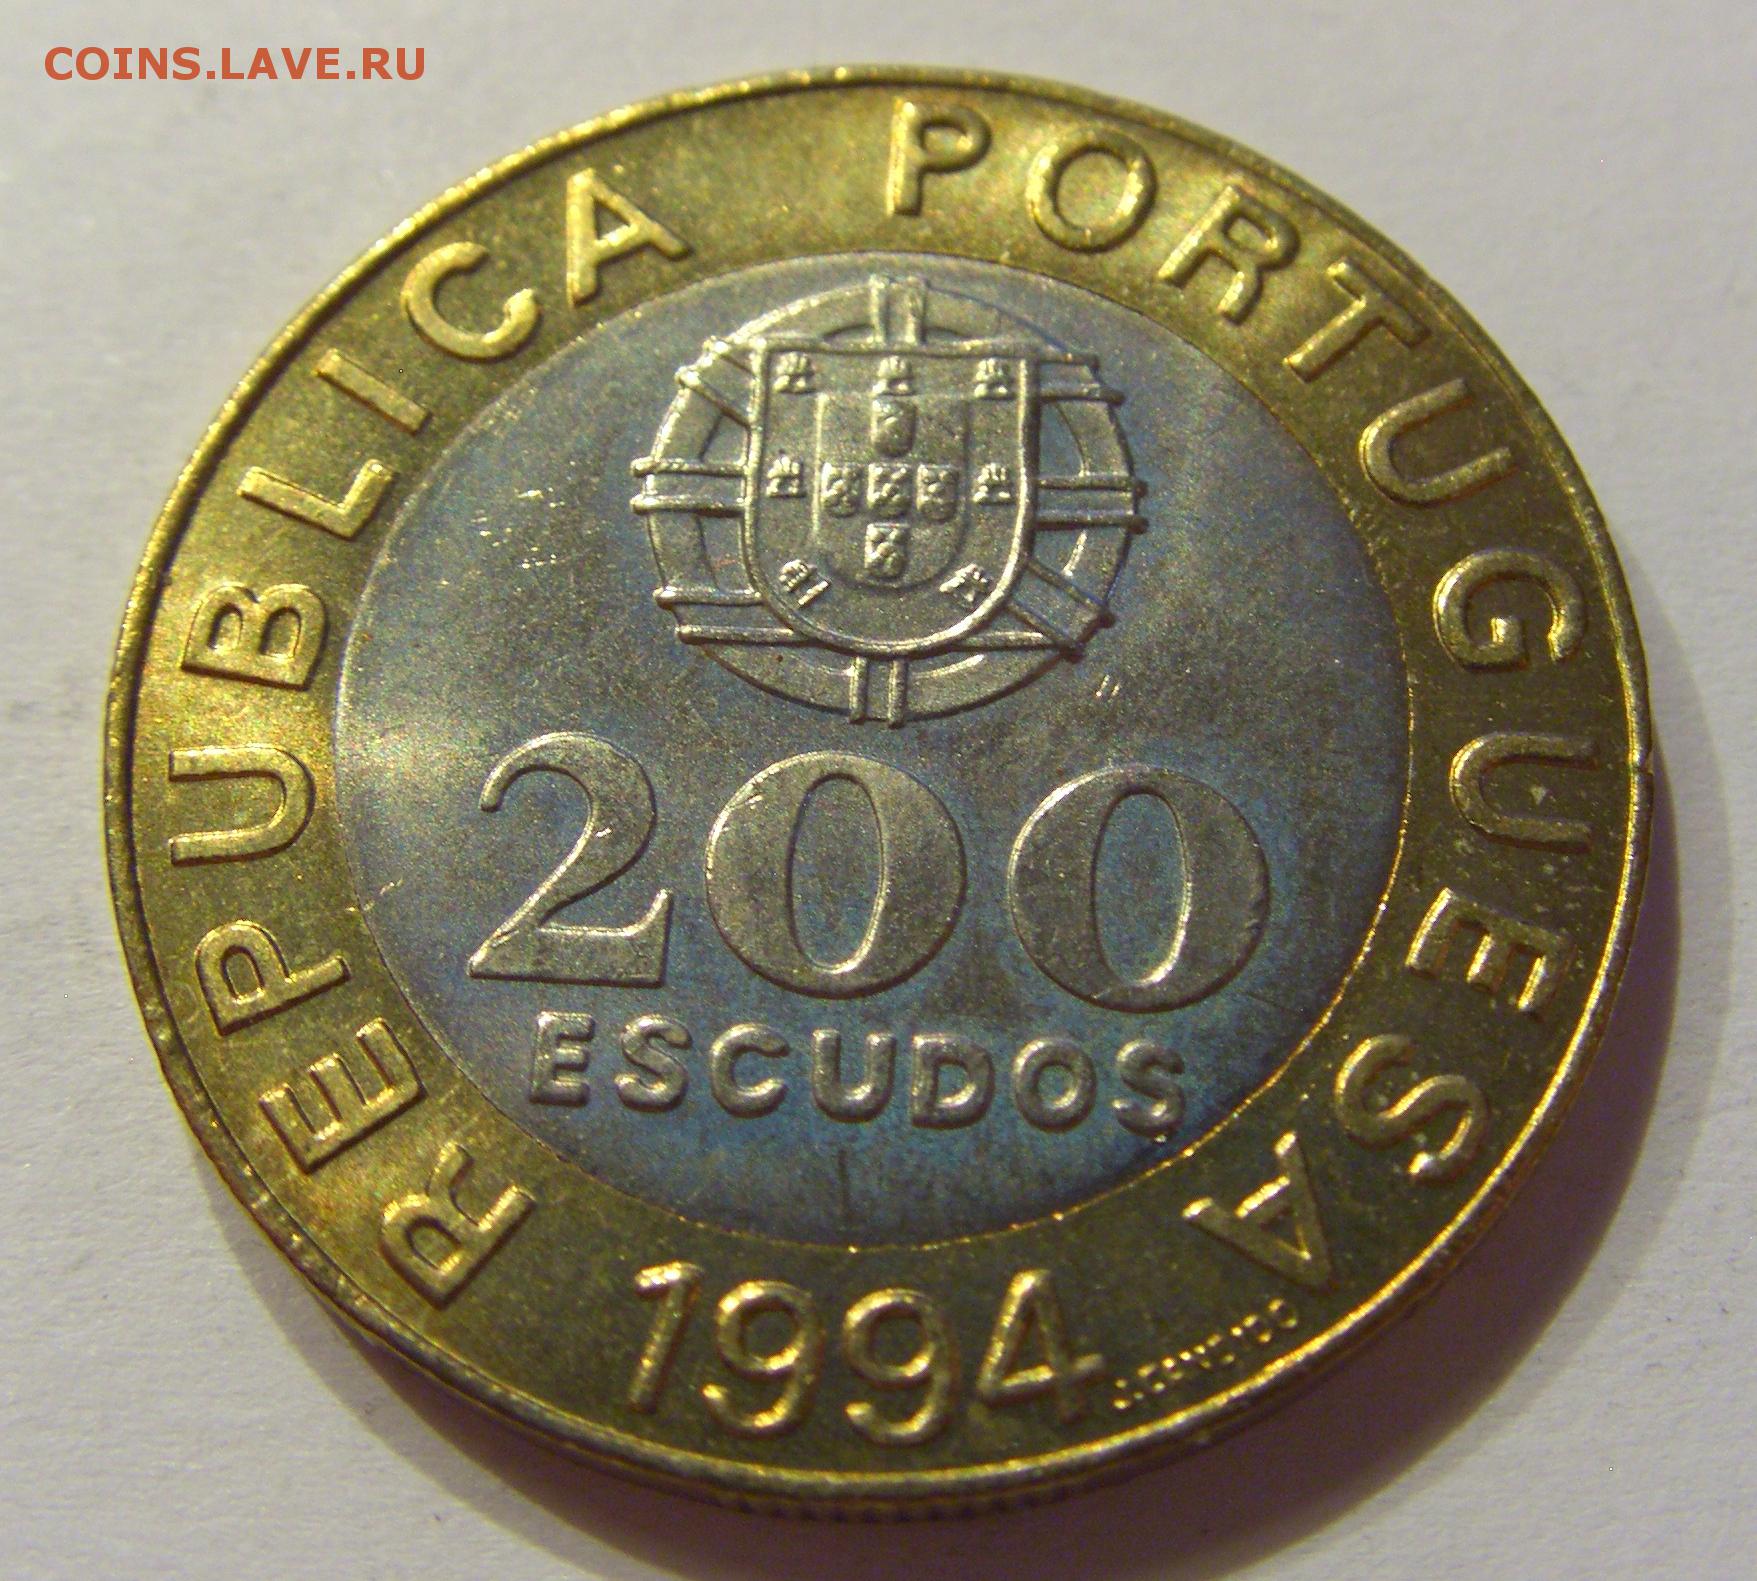 COINS.LAVE.RU
REPUBLICA PORTUGUESA
200
ESCUDOS
1994